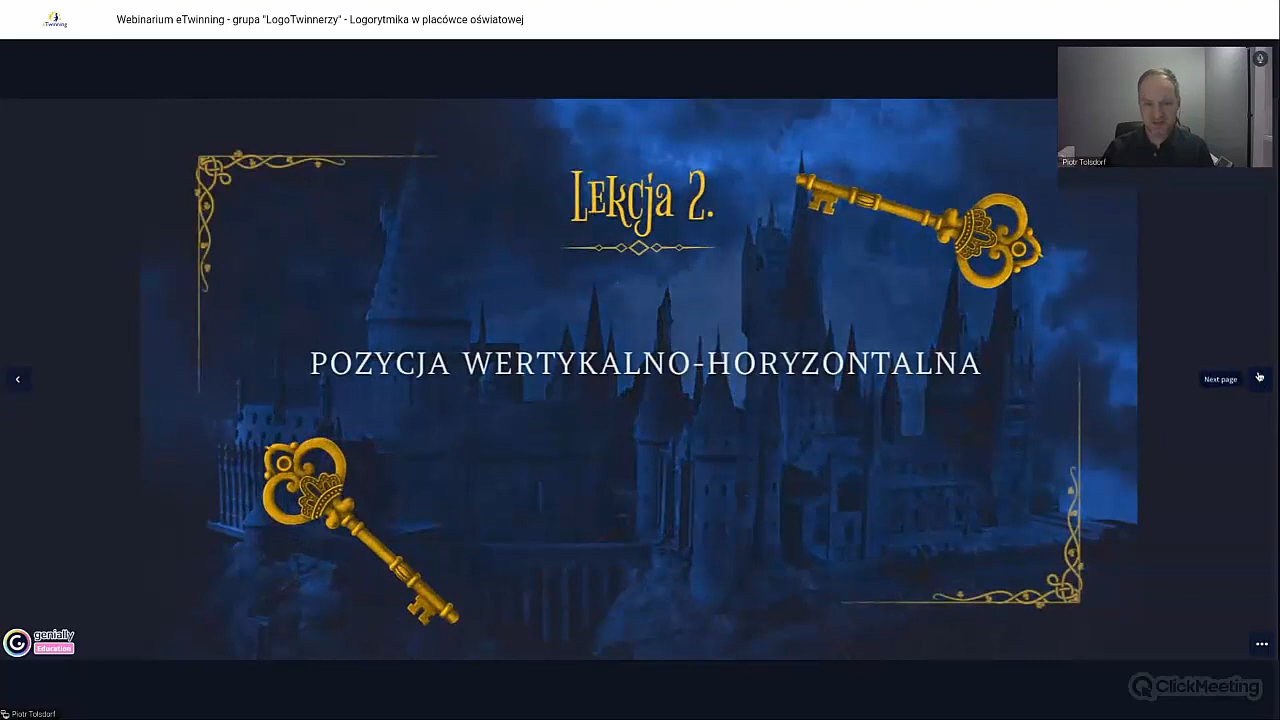 eTwinning
Webinarium eTwinning - grupa "LogoTwinnerzy" - Logorytmika w placówce oświatowej
Piotr Tolsdorf
Lekcja 2.
POZYCJA WERTYKALNO-HORYZONTALNA
Next page
genially
Education
ClickMeeting
Piotr Tolsdorf